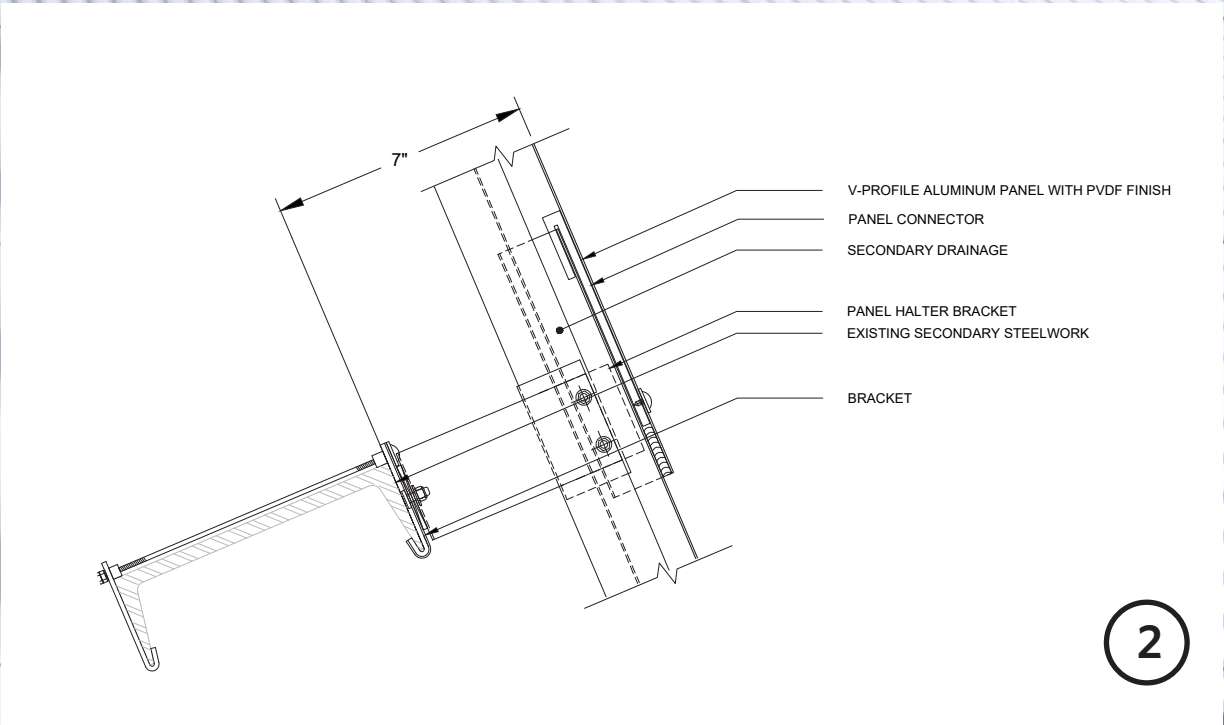 7"
V-PROFILE ALUMINUM PANEL WITH PVDF FINISH
PANEL CONNECTOR
SECONDARY DRAINAGE
PANEL HALTER BRACKET
EXISTING SECONDARY STEELWORK
BRACKET
2